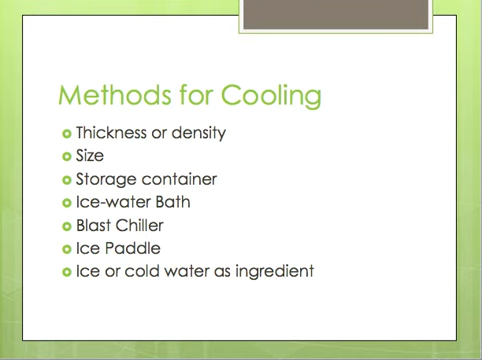 Methods for Cooling
Thickness or density
Size
Storage container
Ice-water Bath
Blast Chiller
Ice Paddle
Ice or cold water as ingredient